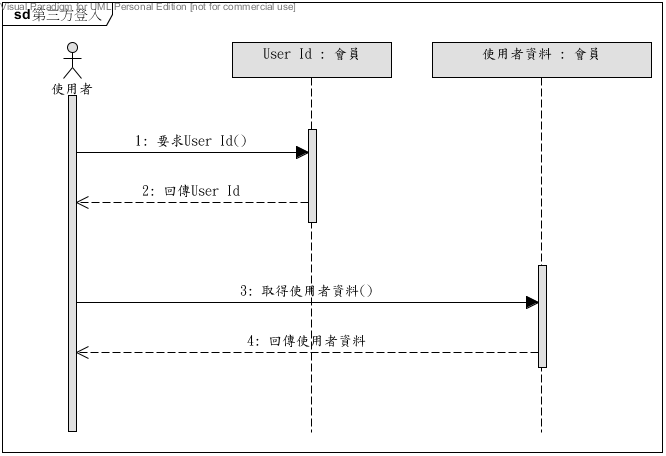 Visual Paradigm for UML Personal Edition [not for commercial use]
sd 第三方登入
User Id : 會員
使用者資料 : 會員
使用者
1: 要求User Id()
2: 回傳User Id
3: 取得使用者資料()
4: 回傳使用者資料